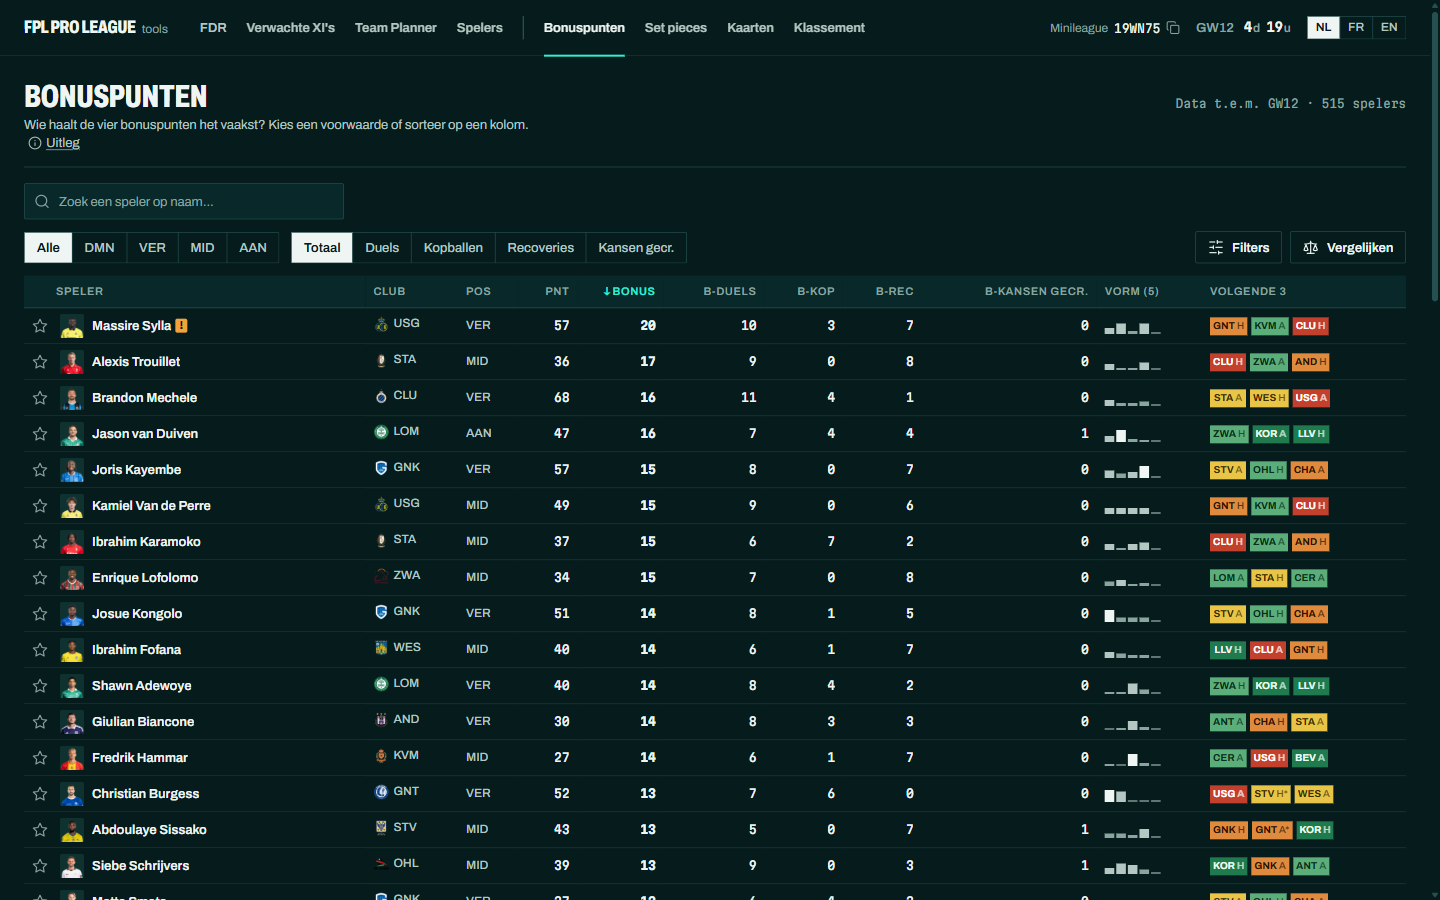 FPL PRO LEAGUE tools FDR Verwachte XI's Team Planner Spelers Bonuspunten Set pieces Kaarten Klassement Minileague 19WN75 GW12 4d 19u NL FR EN
BONUSPUNTEN
Data t.e.m. GW12 · 515 spelers
Wie haalt de vier bonuspunten het vaakst? Kies een voorwaarde of sorteer op een kolom.
Uitleg
Zoek een speler op naam...
Alle DMN VER MID AAN Totaal Duels Kopballen Recoveries Kansen gecr. Filters Vergelijken
SPELER CLUB POS PNT ↓BONUS B-DUELS B-KOP B-REC B-KANSEN GECR. VORM (5) VOLGENDE 3
Massire Sylla ! USG VER 57 20 10 3 7 0 GNT H KVM A CLU H
Alexis Trouillet STA MID 36 17 9 0 8 0 CLU H ZWA A AND H
Brandon Mechele CLU VER 68 16 11 4 1 0 STA A WES H USG A
Jason van Duiven LOM AAN 47 16 7 4 4 1 ZWA H KOR A LLV H
Joris Kayembe GNK VER 57 15 8 0 7 0 STV A OHL H CHA A
Kamiel Van de Perre USG MID 49 15 9 0 6 0 GNT H KVM A CLU H
Ibrahim Karamoko STA MID 37 15 6 7 2 0 CLU H ZWA A AND H
Enrique Lofolomo ZWA MID 34 15 7 0 8 0 LOM A STA H CER A
Josue Kongolo GNK VER 51 14 8 1 5 0 STV A OHL H CHA A
Ibrahim Fofana WES MID 40 14 6 1 7 0 LLV H CLU A GNT H
Shawn Adewoye LOM VER 40 14 8 4 2 0 ZWA H KOR A LLV H
Giulian Biancone AND VER 30 14 8 3 3 0 ANT A CHA H STA A
Fredrik Hammar KVM MID 27 14 6 1 7 0 CER A USG H BEV A
Christian Burgess GNT VER 52 13 7 6 0 0 USG A STV H* WES A
Abdoulaye Sissako STV MID 43 13 5 0 7 1 GNK H GNT A* KOR H
Siebe Schrijvers OHL MID 39 13 9 0 3 1 KOR H GNK A ANT A